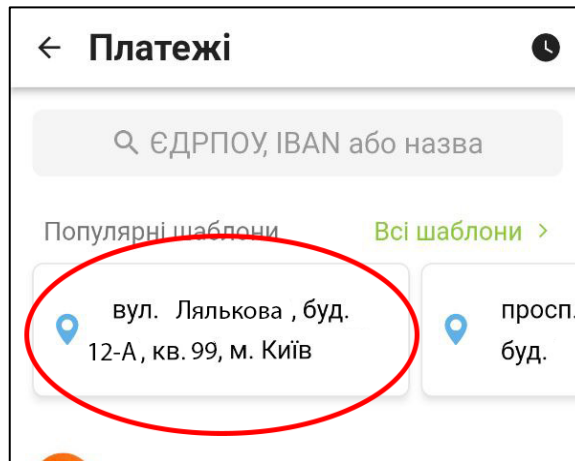 Платежі
ЄДРПОУ, IBAN або назва
Популярні шаблони Всі шаблони >
вул. Лялькова , буд.
12-А , кв. 99, м. Київ
просп.
буд.